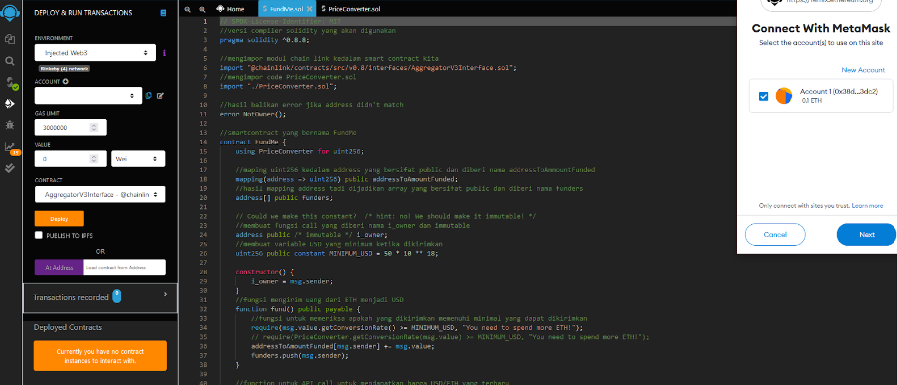 DEPLOY & RUN TRANSACTIONS
ENVIRONMENT
Injected Web3
Rinkeby (4) network
ACCOUNT
GAS LIMIT
3000000
VALUE
0
Wei
CONTRACT
AggregatorV3Interface - @chainlin
Deploy
PUBLISH TO IPFS
OR
At Address
Load contract from Address
Transactions recorded
0
Deployed Contracts
Currently you have no contract
instances to interact with.
Home
FundMe.sol
PriceConverter.sol
1 // SPDX-License-Identifier: MIT
2 //versi compiler solidity yang akan digunakan
3 pragma solidity ^0.8.8;
4
5 //mengimpor modul chain link kedalam smart contract kita
6 import "@chainlink/contracts/src/v0.8/interfaces/AggregatorV3Interface.sol";
7 //mengimpor code PriceConverter.sol
8 import "./PriceConverter.sol";
9
10 //hasil balikan error jika address didn't match
11 error NotOwner();
12
13 //smartcontract yang bernama FundMe
14 contract FundMe {
15 using PriceConverter for uint256;
16
17 //maping uint256 kedalam address yang bersifat public dan diberi nama addressToAmmountFunded
18 mapping(address => uint256) public addressToAmountFunded;
19 //hasil mapping address tadi dijadikan array yang bersifat public dan diberi nama funders
20 address[] public funders;
21
22 // Could we make this constant? /* hint: no! We should make it immutable! */
23 //membuat fungsi call yang diberi nama i_owner dan immutable
24 address public /* immutable */ i_owner;
25 //membuat variable USD yang minimum ketika dikirimkan
26 uint256 public constant MINIMUM_USD = 50 * 10 ** 18;
27
28 constructor() {
29 i_owner = msg.sender;
30 }
31 //fungsi mengirim uang dari ETH menjadi USD
32 function fund() public payable {
33 //fungsi untuk memeriksa apakah yang dikirimkan memenuhi minimal yang dapat dikirimkan
34 require(msg.value.getConversionRate() >= MINIMUM_USD, "You need to spend more ETH!");
35 // require(PriceConverter.getConversionRate(msg.value) >= MINIMUM_USD, "You need to spend more ETH!");
36 addressToAmountFunded[msg.sender] += msg.value;
37 funders.push(msg.sender);
38 }
39
40 //function untuk API call untuk mendapatkan harga USD/ETH yang terbaru
Connect With MetaMask
Select the account(s) to use on this site
New Account
Account 1 (0x38d...3da2)
0.1 ETH
Only connect with sites you trust. Learn more
Cancel
Next